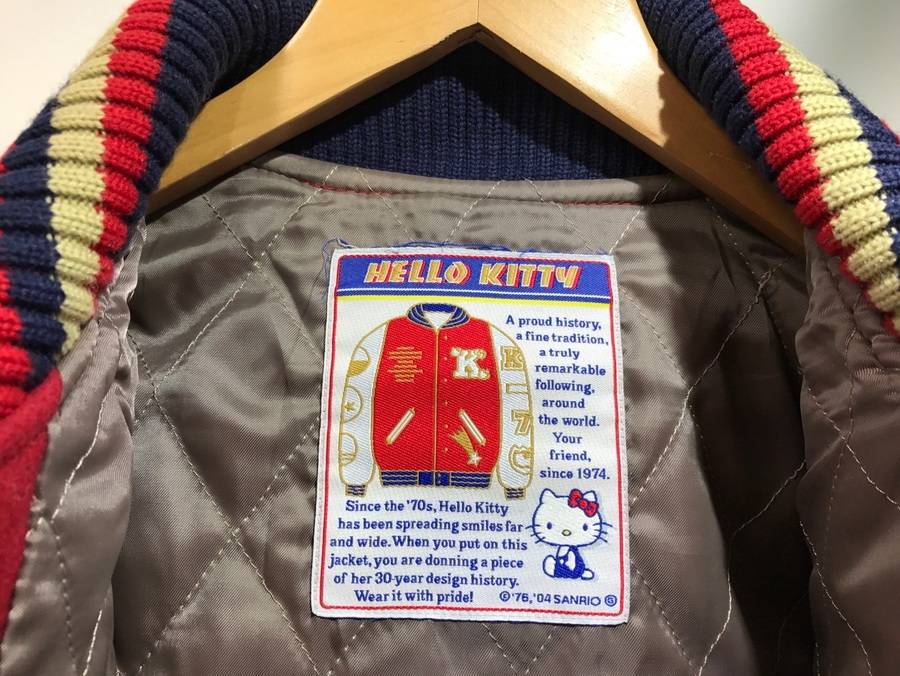 HELLO KITTY
A proud history,
a fine tradition,
a truly
remarkable
following,
around
the world.
Your
friend,
since 1974.
K
K
7
Since the '70s, Hello Kitty
has been spreading smiles far
and wide. When you put on this
jacket, you are donning a piece
of her 30-year design history.
Wear it with pride!
©'76,'04 SANRIO Ⓢ